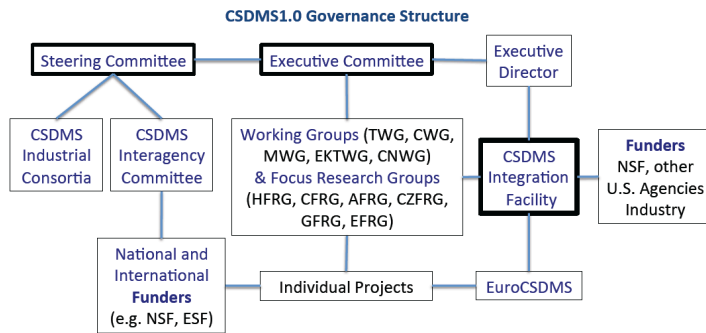 CSDMS1.0 Governance Structure
Steering Committee
Executive Committee
Executive
Director
CSDMS
Industrial
Consortia
CSDMS
Interagency
Committee
Working Groups (TWG, CWG,
MWG, EKTWG, CNWG)
& Focus Research Groups
(HFRG, CFRG, AFRG, CZFRG,
GFRG, EFRG)
CSDMS
Integration
Facility
Funders
NSF, other
U.S. Agencies
Industry
National and
International
Funders
(e.g. NSF, ESF)
Individual Projects
EuroCSDMS